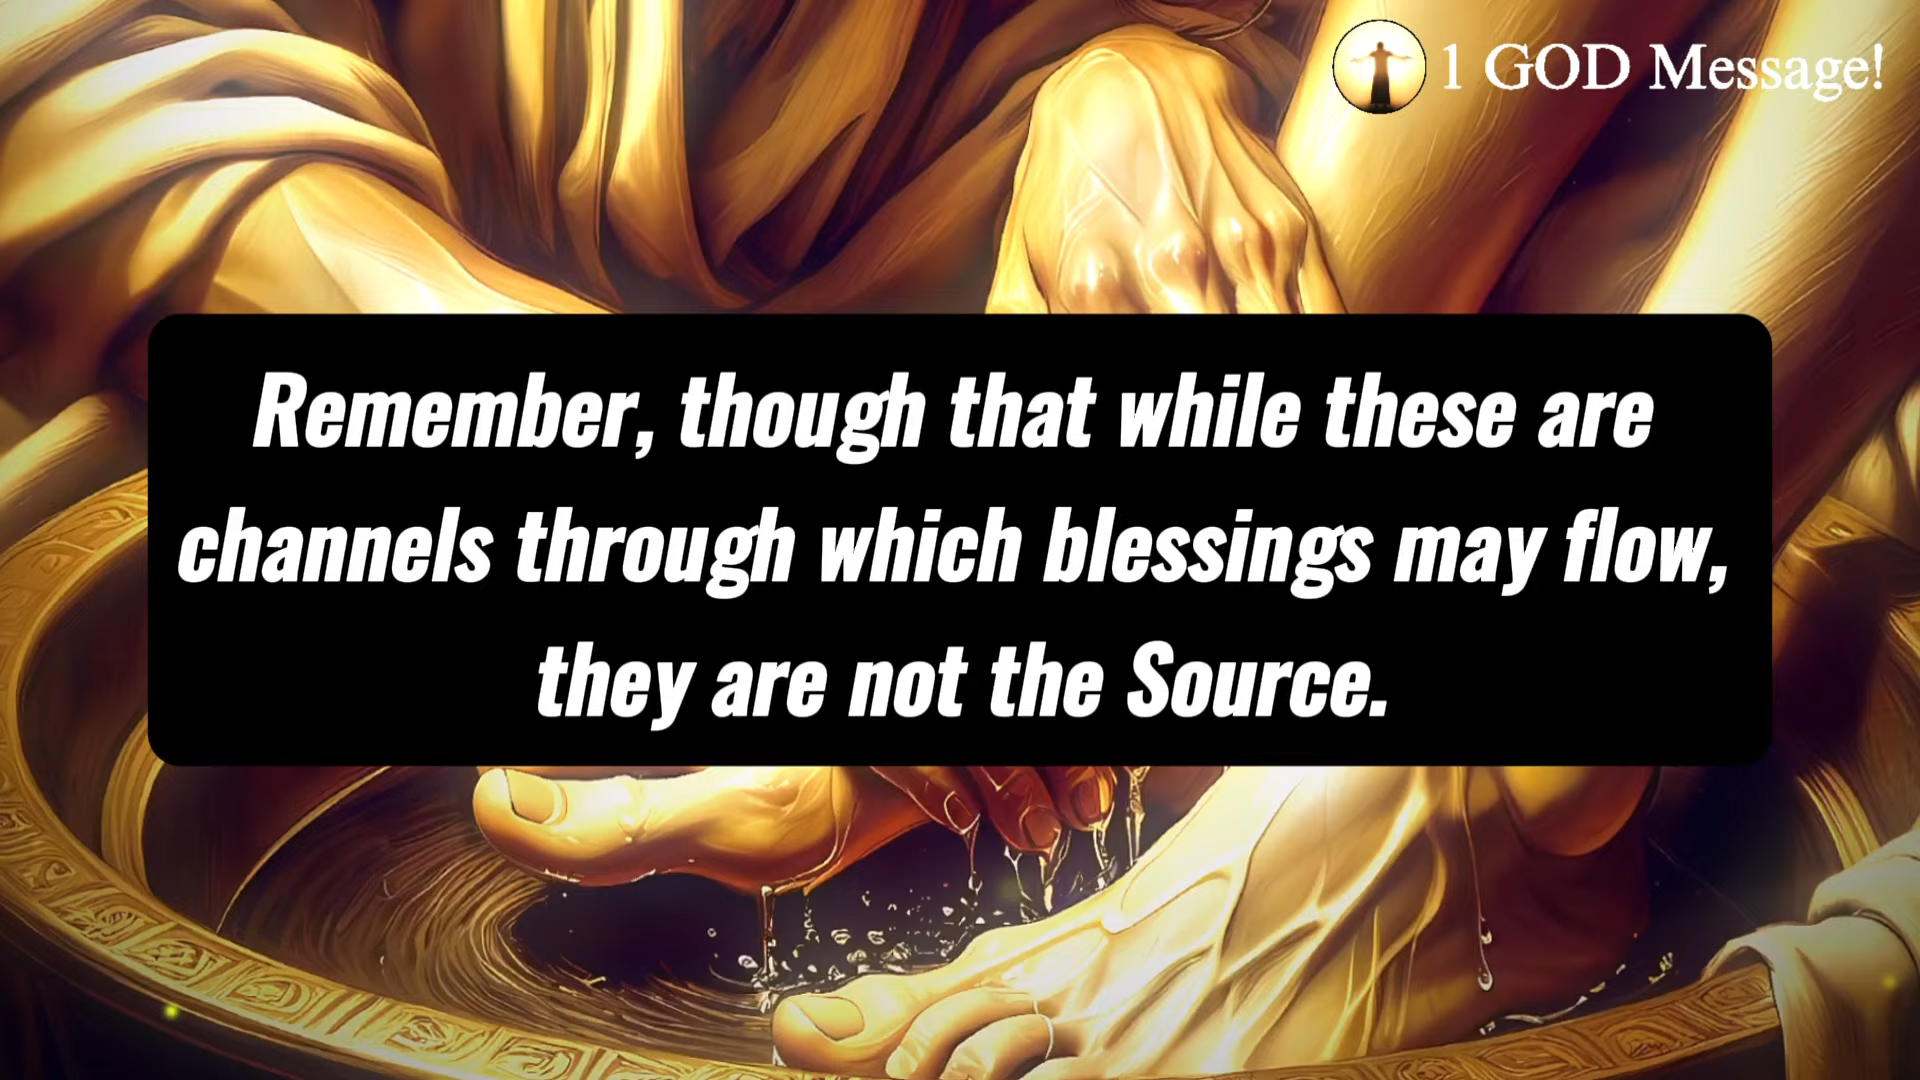 1 GOD Message!
Remember, though that while these are
channels through which blessings may flow,
they are not the Source.